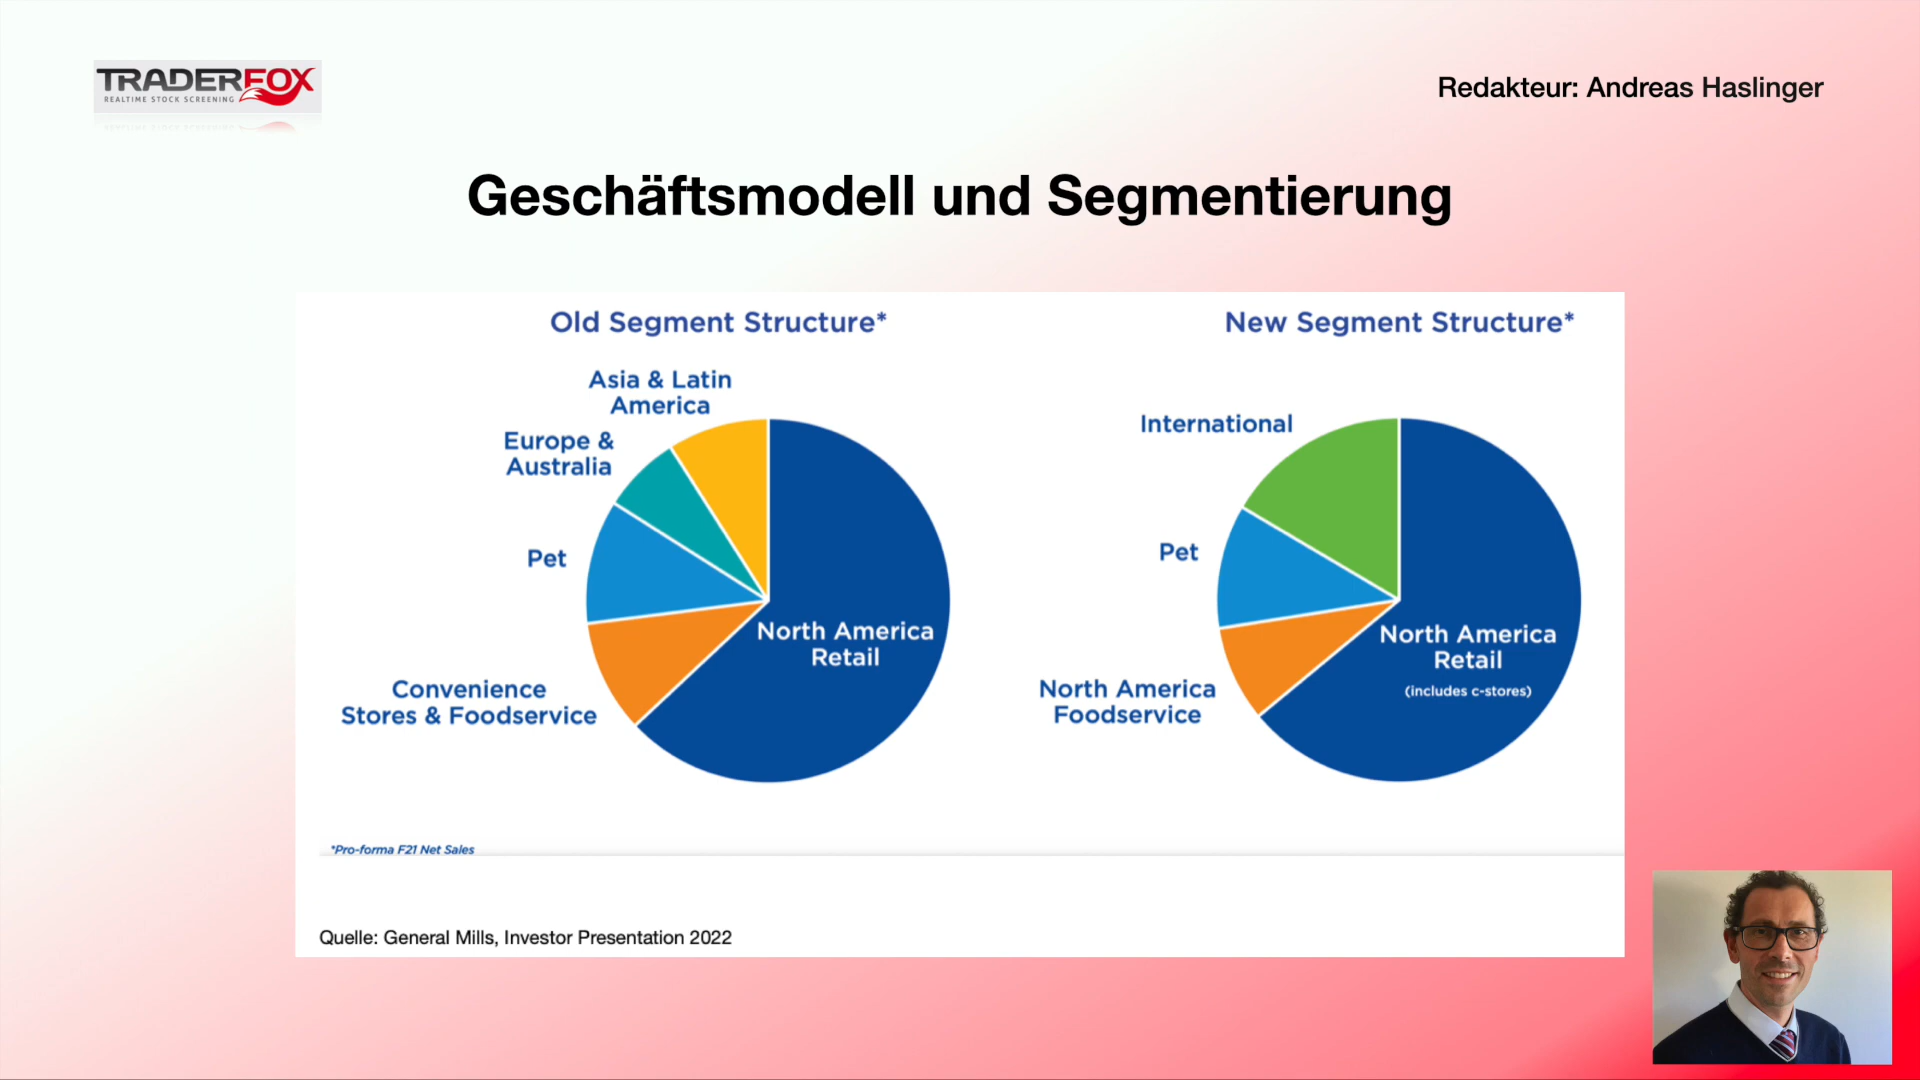 TRADERFOX
REALTIME STOCK SCREENING
Redakteur: Andreas Haslinger
Geschäftsmodell und Segmentierung
Old Segment Structure*
Asia & Latin
America
Europe &
Australia
Pet
Convenience
Stores & Foodservice
North America
Retail
New Segment Structure*
International
Pet
North America
Foodservice
North America
Retail
(includes c-stores)
*Pro-forma F21 Net Sales
Quelle: General Mills, Investor Presentation 2022